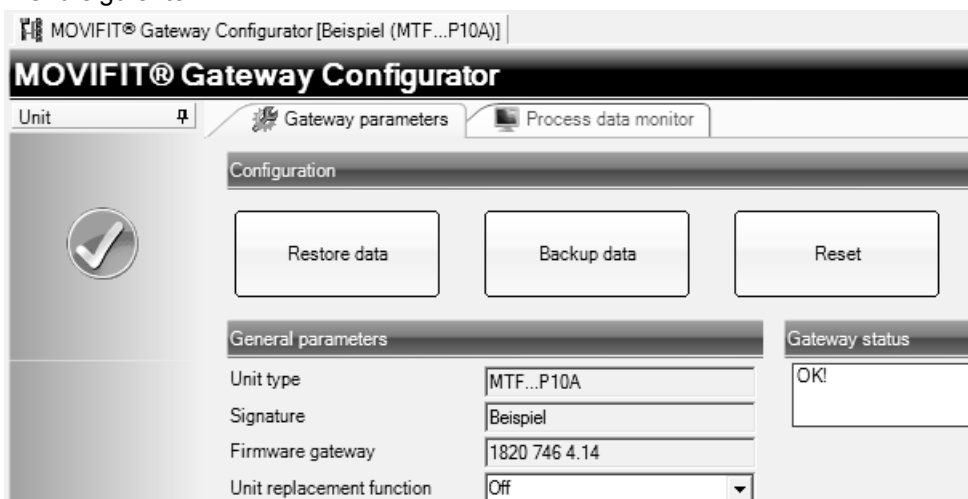 MOVIFIT® Gateway Configurator [Beispiel (MTF...P10A)]
MOVIFIT® Gateway Configurator
Unit
Gateway parameters
Process data monitor
Configuration
Restore data
Backup data
Reset
General parameters
Gateway status
Unit type
MTF...P10A
OK!
Signature
Beispiel
Firmware gateway
1820 746 4.14
Unit replacement function
Off